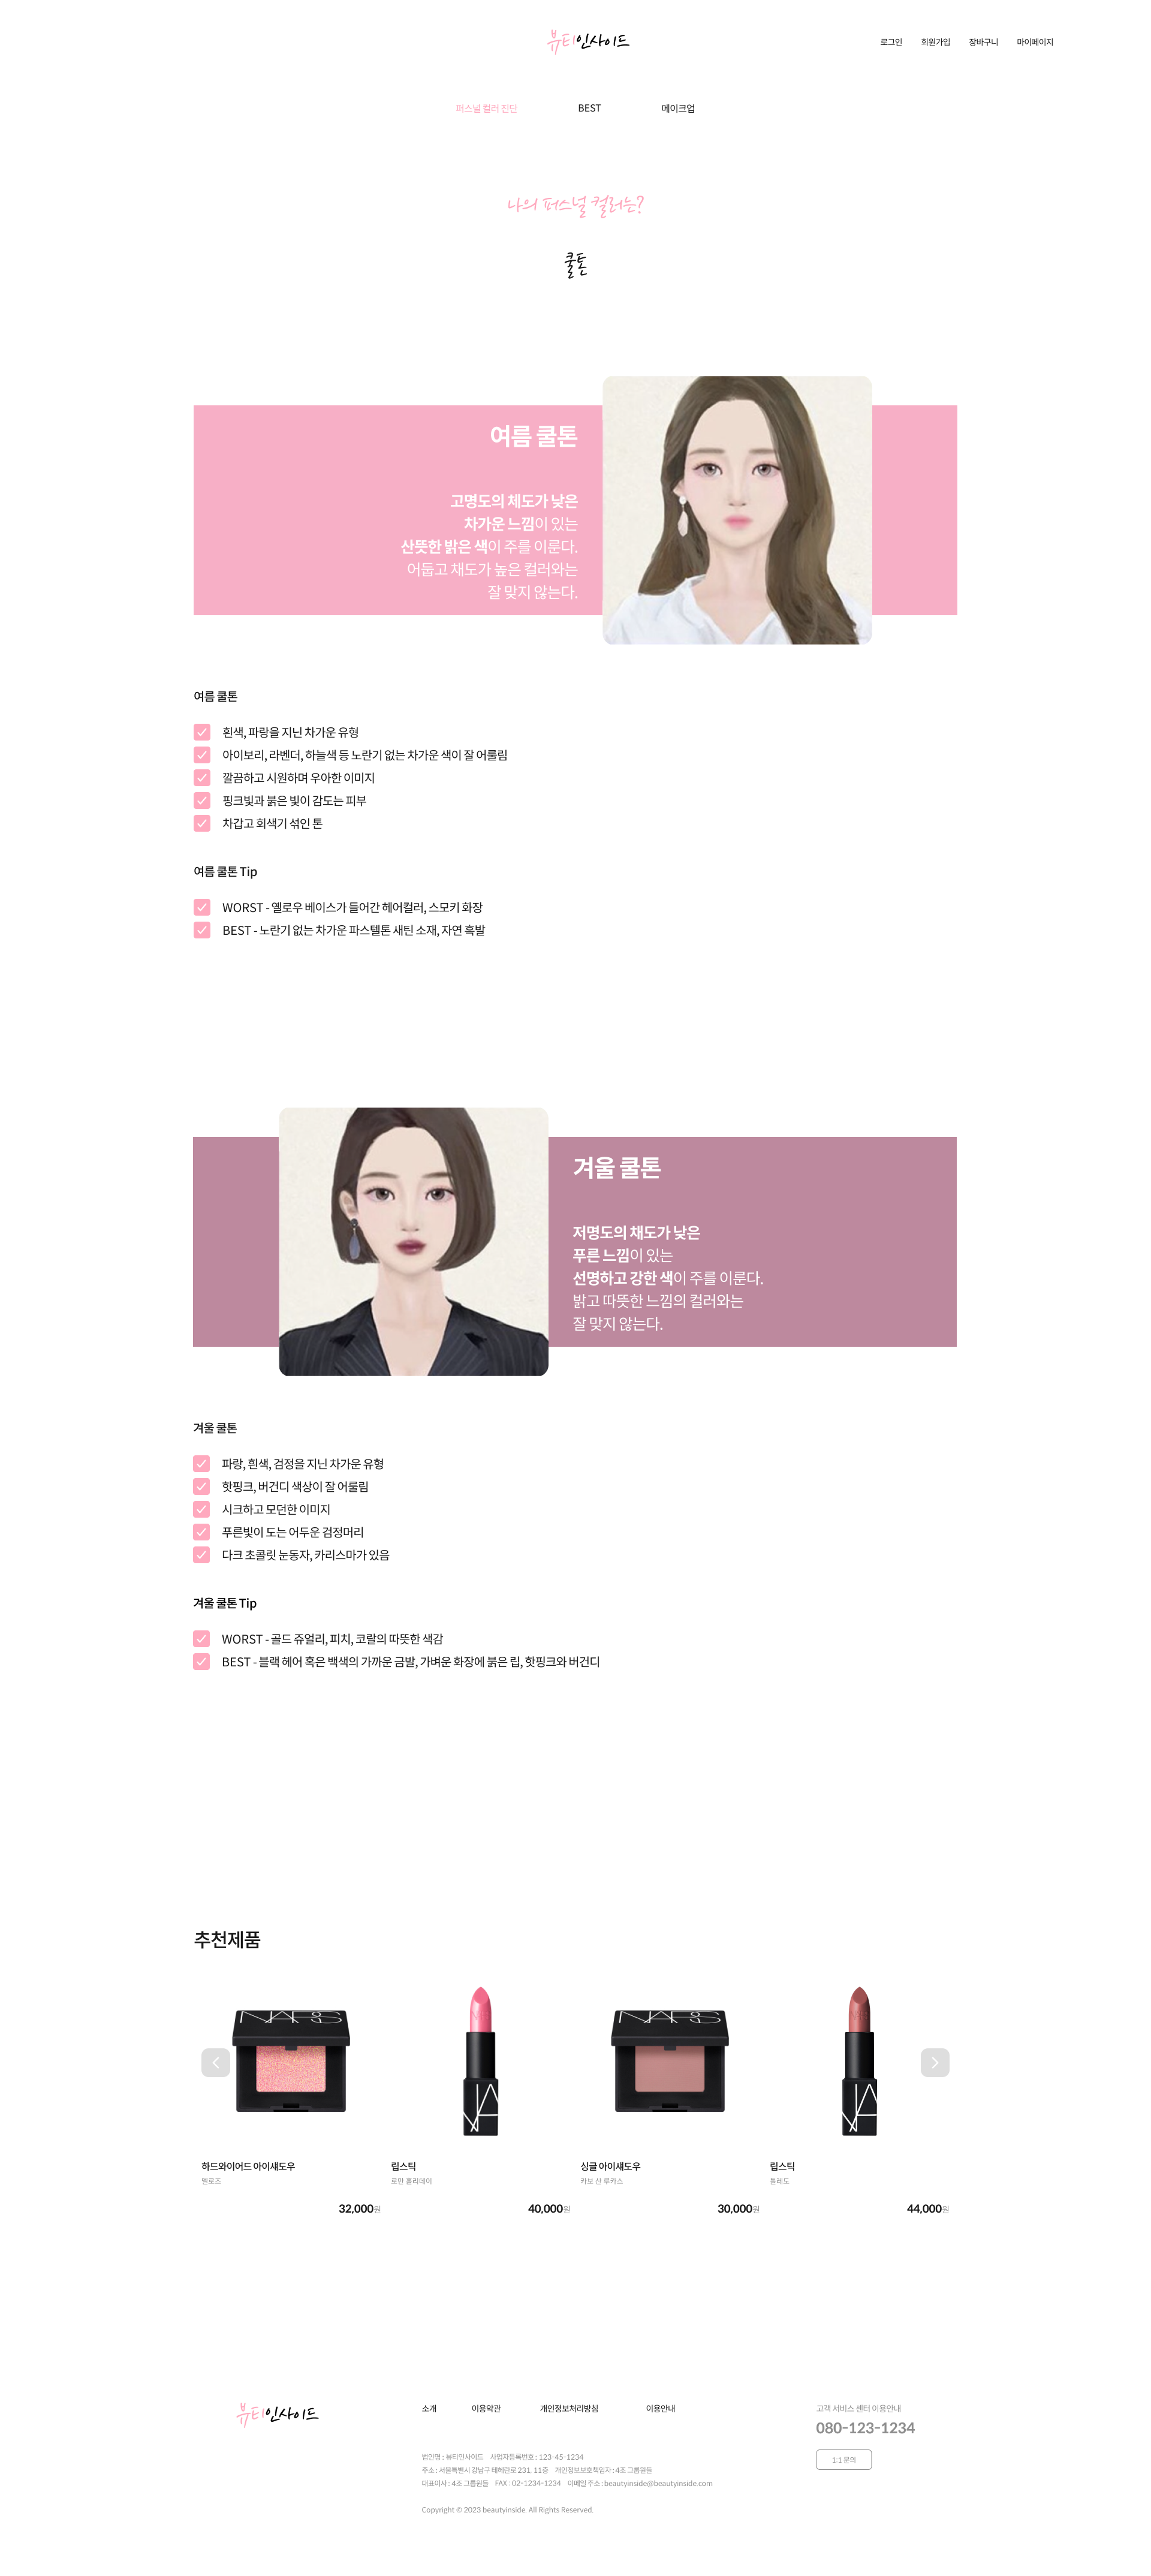 뷰티인사이드
로그인 회원가입 장바구니 마이페이지
퍼스널 컬러 진단 BEST 메이크업
나의 퍼스널 컬러는?
쿨톤
여름 쿨톤
고명도의 체도가 낮은
차가운 느낌이 있는
산뜻한 밝은 색이 주를 이룬다.
어둡고 채도가 높은 컬러와는
잘 맞지 않는다.
여름 쿨톤
흰색, 파랑을 지닌 차가운 유형
아이보리, 라벤더, 하늘색 등 노란기 없는 차가운 색이 잘 어룰림
깔끔하고 시원하며 우아한 이미지
핑크빛과 붉은 빛이 감도는 피부
차갑고 회색기 섞인 톤
여름 쿨톤 Tip
WORST - 옐로우 베이스가 들어간 헤어컬러, 스모키 화장
BEST - 노란기 없는 차가운 파스텔톤 새틴 소재, 자연 흑발
겨울 쿨톤
저명도의 채도가 낮은
푸른 느낌이 있는
선명하고 강한 색이 주를 이룬다.
밝고 따뜻한 느낌의 컬러와는
잘 맞지 않는다.
겨울 쿨톤
파랑, 흰색, 검정을 지닌 차가운 유형
핫핑크, 버건디 색상이 잘 어룰림
시크하고 모던한 이미지
푸른빛이 도는 어두운 검정머리
다크 초콜릿 눈동자, 카리스마가 있음
겨울 쿨톤 Tip
WORST - 골드 쥬얼리, 피치, 코랄의 따뜻한 색감
BEST - 블랙 헤어 혹은 백색의 가까운 금발, 가벼운 화장에 붉은 립, 핫핑크와 버건디
추천제품
NARS
NARS
하드와이어드 아이섀도우 립스틱 싱글 아이섀도우 립스틱
멜로즈 로만 홀리데이 카보 산 루카스 톨레도
32,000원 40,000원 30,000원 44,000원
뷰티인사이드
소개 이용약관 개인정보처리방침 이용안내
법인명 : 뷰티인사이드 사업자등록번호 : 123-45-1234
주소 : 서울특별시 강남구 테헤란로 231, 11층 개인정보보호책임자 : 4조 그룹원들
대표이사 : 4조 그룹원들 FAX : 02-1234-1234 이메일 주소 : beautyinside@beautyinside.com
Copyright © 2023 beautyinside. All Rights Reserved.
고객 서비스 센터 이용안내
080-123-1234
1:1 문의